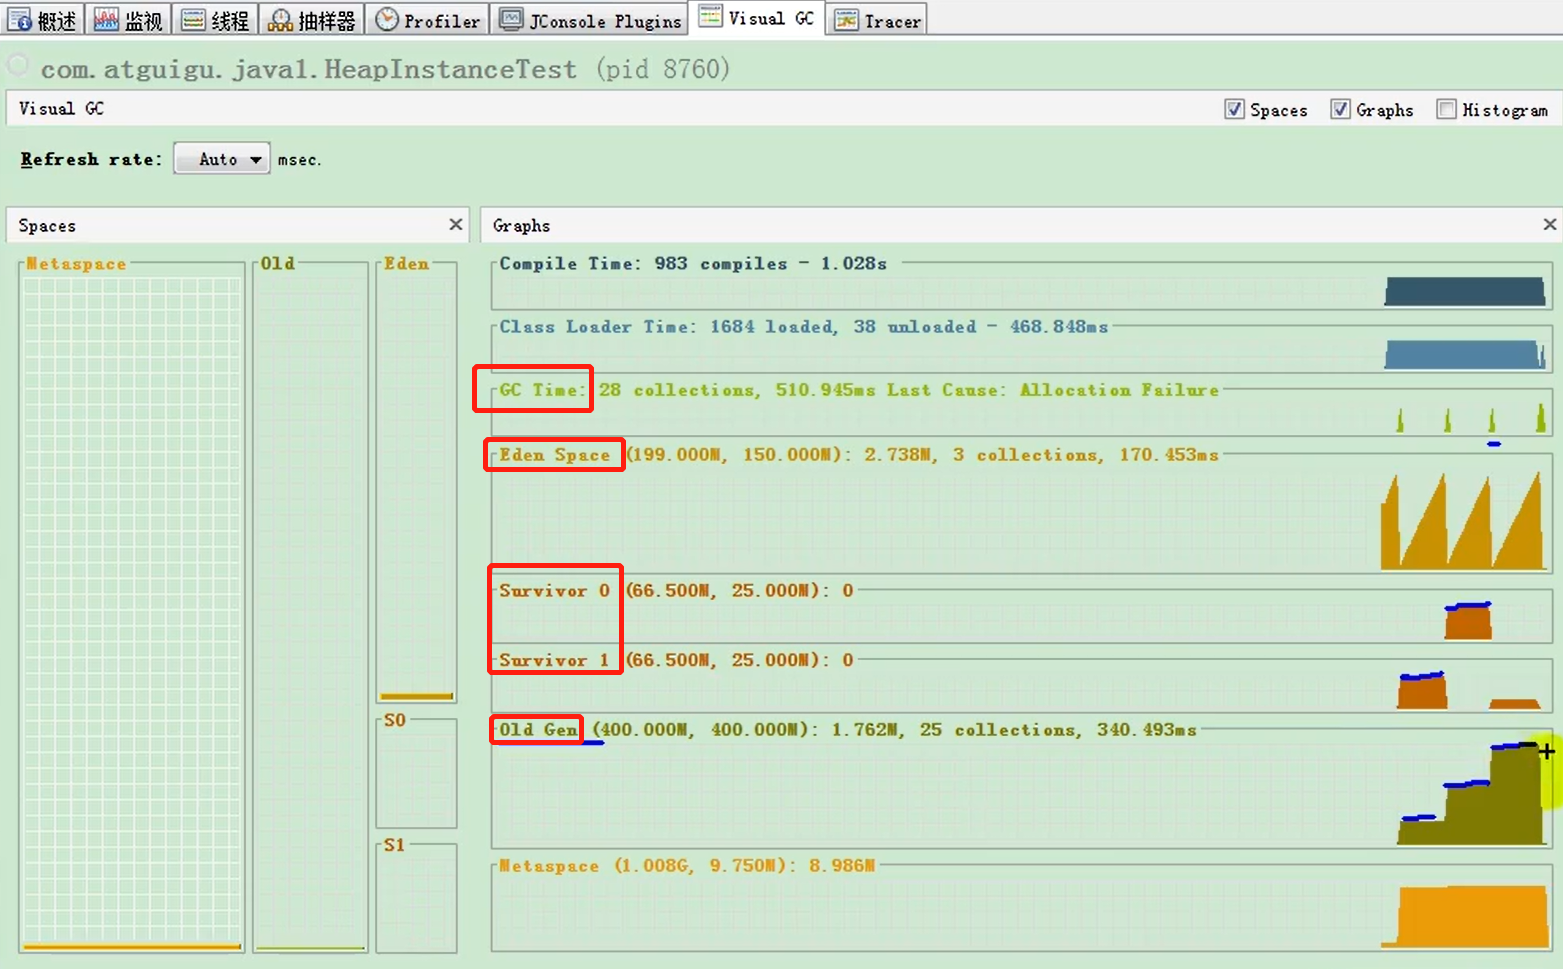 概述 监视 线程 抽样器 Profiler JConsole Plugins Visual GC Tracer
com.atguigu.java1.HeapInstanceTest (pid 8760)
Visual GC Spaces Graphs Histogram
Refresh rate: Auto msec.
Spaces
Metaspace Old Eden
S0
S1
Graphs
Compile Time: 983 compiles - 1.028s
Class Loader Time: 1684 loaded, 38 unloaded - 468.848ms
GC Time: 28 collections, 510.945ms Last Cause: Allocation Failure
Eden Space (199.000M, 150.000M): 2.738M, 3 collections, 170.453ms
Survivor 0 (66.500M, 25.000M): 0
Survivor 1 (66.500M, 25.000M): 0
Old Gen (400.000M, 400.000M): 1.762M, 25 collections, 340.493ms
Metaspace (1.008G, 9.750M): 8.986M